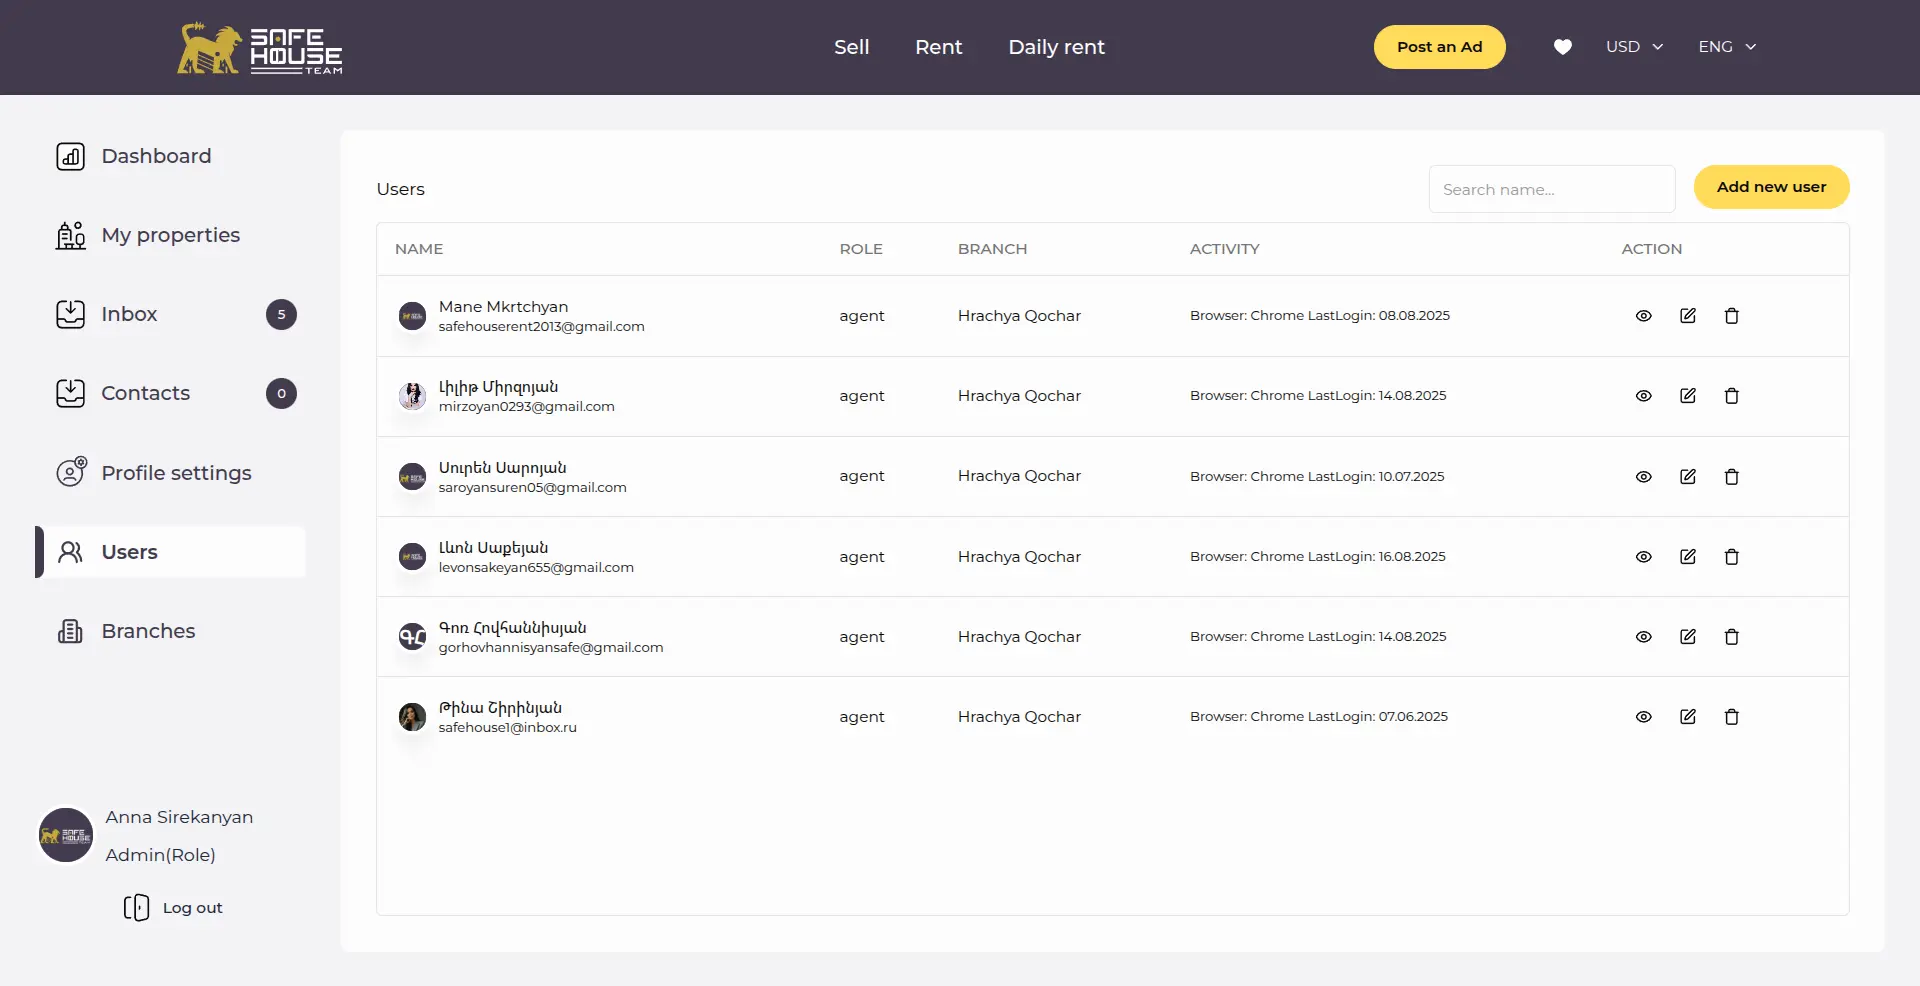 SAFE
HOUSE
TEAM
Sell
Rent
Daily rent
Post an Ad
USD
ENG
Dashboard
My properties
Inbox
5
Contacts
0
Profile settings
Users
Branches
Anna Sirekanyan
Admin(Role)
Log out
Users
Search name...
Add new user
NAME ROLE BRANCH ACTIVITY ACTION
Mane Mkrtchyan
safehouserent2013@gmail.com
agent
Hrachya Qochar
Browser: Chrome LastLogin: 08.08.2025
Լիլիթ Միրզոյան
mirzoyan0293@gmail.com
agent
Hrachya Qochar
Browser: Chrome LastLogin: 14.08.2025
Սուրեն Սարոյան
saroyansuren05@gmail.com
agent
Hrachya Qochar
Browser: Chrome LastLogin: 10.07.2025
Լևոն Սաքեյան
levonsakeyan655@gmail.com
agent
Hrachya Qochar
Browser: Chrome LastLogin: 16.08.2025
ԳՀ
Գոռ Հովհաննիսյան
gorhovhannisyansafe@gmail.com
agent
Hrachya Qochar
Browser: Chrome LastLogin: 14.08.2025
Թինա Շիրինյան
safehouse1@inbox.ru
agent
Hrachya Qochar
Browser: Chrome LastLogin: 07.06.2025